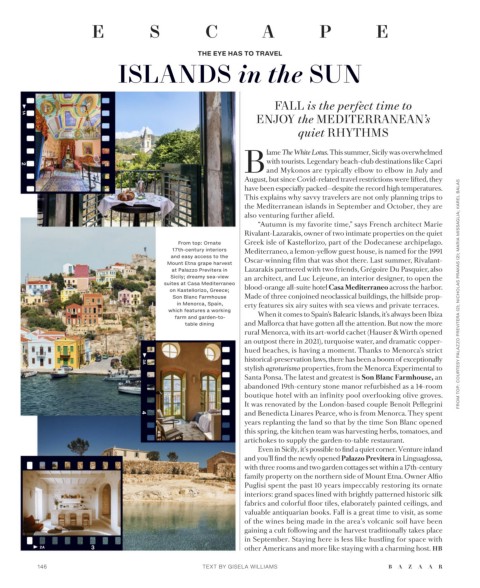 ESCAPE
THE EYE HAS TO TRAVEL
ISLANDS in the SUN
FALL is the perfect time to
ENJOY the MEDITERRANEAN's
quiet RHYTHMS
Blame The White Lotus. This summer, Sicily was overwhelmed
with tourists. Legendary beach-club destinations like Capri
and Mykonos are typically elbow to elbow in July and
August, but since Covid-related travel restrictions were lifted, they
have been especially packed—despite the record high temperatures.
This explains why savvy travelers are not only planning trips to
the Mediterranean islands in September and October, they are
also venturing further afield.
"Autumn is my favorite time," says French architect Marie
Rivalant-Lazarakis, owner of two intimate properties on the quiet
Greek isle of Kastellorizo, part of the Dodecanese archipelago.
Mediterraneo, a lemon-yellow guest house, is named for the 1991
Oscar-winning film that was shot there. Last summer, Rivalant-
Lazarakis partnered with two friends, Grégoire Du Pasquier, also
an architect, and Luc Lejeune, an interior designer, to open the
blood-orange all-suite hotel Casa Mediterraneo across the harbor.
Made of three conjoined neoclassical buildings, the hillside prop-
erty features six airy suites with sea views and private terraces.
When it comes to Spain's Balearic Islands, it's always been Ibiza
and Mallorca that have gotten all the attention. But now the more
rural Menorca, with its art-world cachet (Hauser & Wirth opened
an outpost there in 2021), turquoise water, and dramatic copper-
hued beaches, is having a moment. Thanks to Menorca's strict
historical-preservation laws, there has been a boom of exceptionally
stylish agroturismo properties, from the Menorca Experimental to
Santa Ponsa. The latest and greatest is Son Blanc Farmhouse, an
abandoned 19th-century stone manor refurbished as a 14-room
boutique hotel with an infinity pool overlooking olive groves.
It was renovated by the London-based couple Benoit Pellegrini
and Benedicta Linares Pearce, who is from Menorca. They spent
years replanting the land so that by the time Son Blanc opened
this spring, the kitchen team was harvesting herbs, tomatoes, and
artichokes to supply the garden-to-table restaurant.
Even in Sicily, it's possible to find a quiet corner. Venture inland
and you'll find the newly opened Palazzo Previtera in Linguaglossa,
with three rooms and two garden cottages set within a 17th-century
family property on the northern side of Mount Etna. Owner Alfio
Puglisi spent the past 10 years impeccably restoring its ornate
interiors: grand spaces lined with brightly patterned historic silk
fabrics and colorful floor tiles, elaborately painted ceilings, and
valuable antiquarian books. Fall is a great time to visit, as some
of the wines being made in the area's volcanic soil have been
gaining a cult following and the harvest traditionally takes place
in September. Staying here is less like hustling for space with
other Americans and more like staying with a charming host. HB
From top: Ornate
17th-century interiors
and easy access to the
Mount Etna grape harvest
at Palazzo Previtera in
Sicily; dreamy sea-view
suites at Casa Mediterraneo
on Kastellorizo, Greece;
Son Blanc Farmhouse
in Menorca, Spain,
which features a working
farm and garden-to-
table dining
2A
3
146
TEXT BY GISELA WILLIAMS
BAZAAR